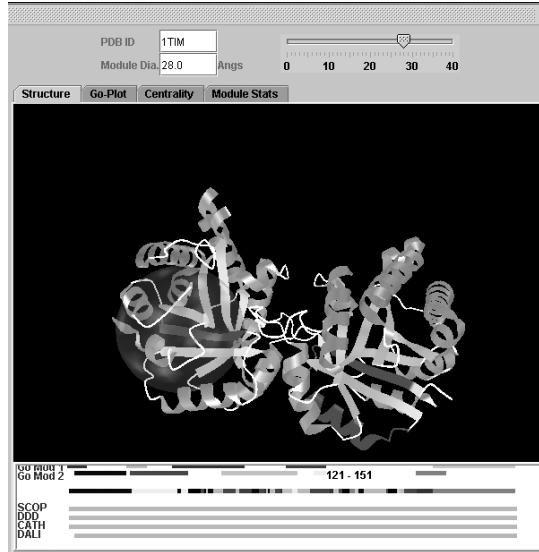 PDB ID 1TIM
Module Dia. 28.0 Angs 0 10 20 30 40
Structure Go-Plot Centrality Module Stats
Go Mod 1
Go Mod 2 121 - 151
SCOP
DDD
CATH
DALI